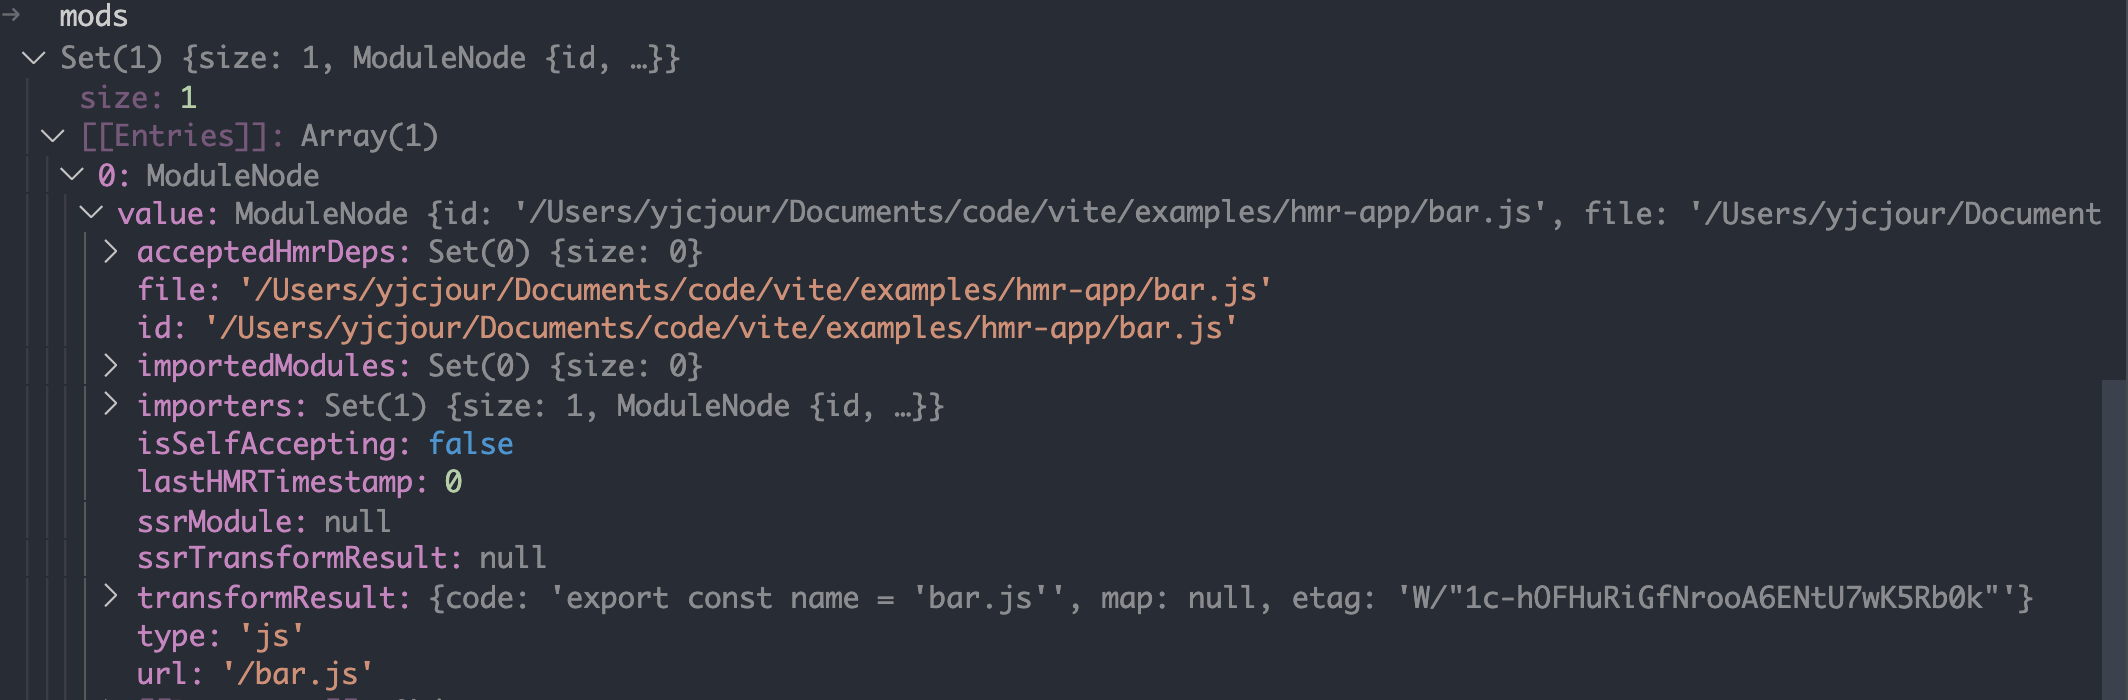 mods
Set(1) {size: 1, ModuleNode {id, …}}
size: 1
[[Entries]]: Array(1)
0: ModuleNode
value: ModuleNode {id: '/Users/yjcjour/Documents/code/vite/examples/hmr-app/bar.js', file: '/Users/yjcjour/Document
acceptedHmrDeps: Set(0) {size: 0}
file: '/Users/yjcjour/Documents/code/vite/examples/hmr-app/bar.js'
id: '/Users/yjcjour/Documents/code/vite/examples/hmr-app/bar.js'
importedModules: Set(0) {size: 0}
importers: Set(1) {size: 1, ModuleNode {id, …}}
isSelfAccepting: false
lastHMRTimestamp: 0
ssrModule: null
ssrTransformResult: null
transformResult: {code: 'export const name = 'bar.js'', map: null, etag: 'W/"1c-hOFHuRiGfNrooA6ENtU7wK5Rb0k"'}
type: 'js'
url: '/bar.js'